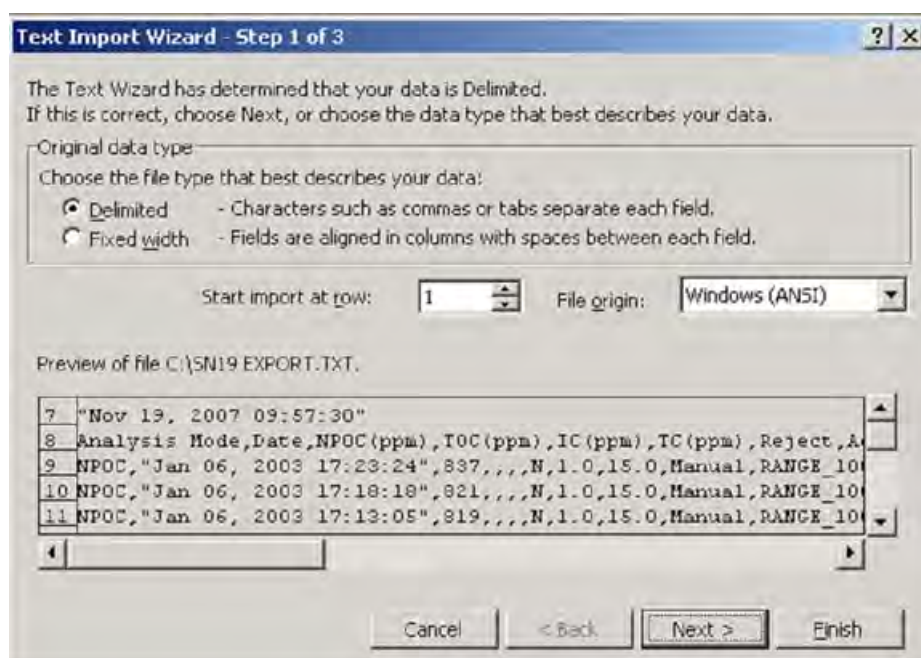 Text Import Wizard - Step 1 of 3
The Text Wizard has determined that your data is Delimited.
If this is correct, choose Next, or choose the data type that best describes your data.
Original data type
Choose the file type that best describes your data:
Delimited - Characters such as commas or tabs separate each field.
Fixed width - Fields are aligned in columns with spaces between each field.
Start import at row: 1 File origin: Windows (ANSI)
Preview of file C:\SN19 EXPORT.TXT.
7 "Nov 19, 2007 09:57:30"
8 Analysis Mode,Date,NPOC(ppm),TOC(ppm),IC(ppm),TC(ppm),Reject,
9 NPOC,"Jan 06, 2003 17:23:24",837,,,,N,1.0,15.0,Manual,RANGE_10
10 NPOC,"Jan 06, 2003 17:18:18",821,,,,N,1.0,15.0,Manual,RANGE_10
11 NPOC,"Jan 06, 2003 17:13:05",819,,,,N,1.0,15.0,Manual,RANGE_10
Cancel < Back Next > Finish